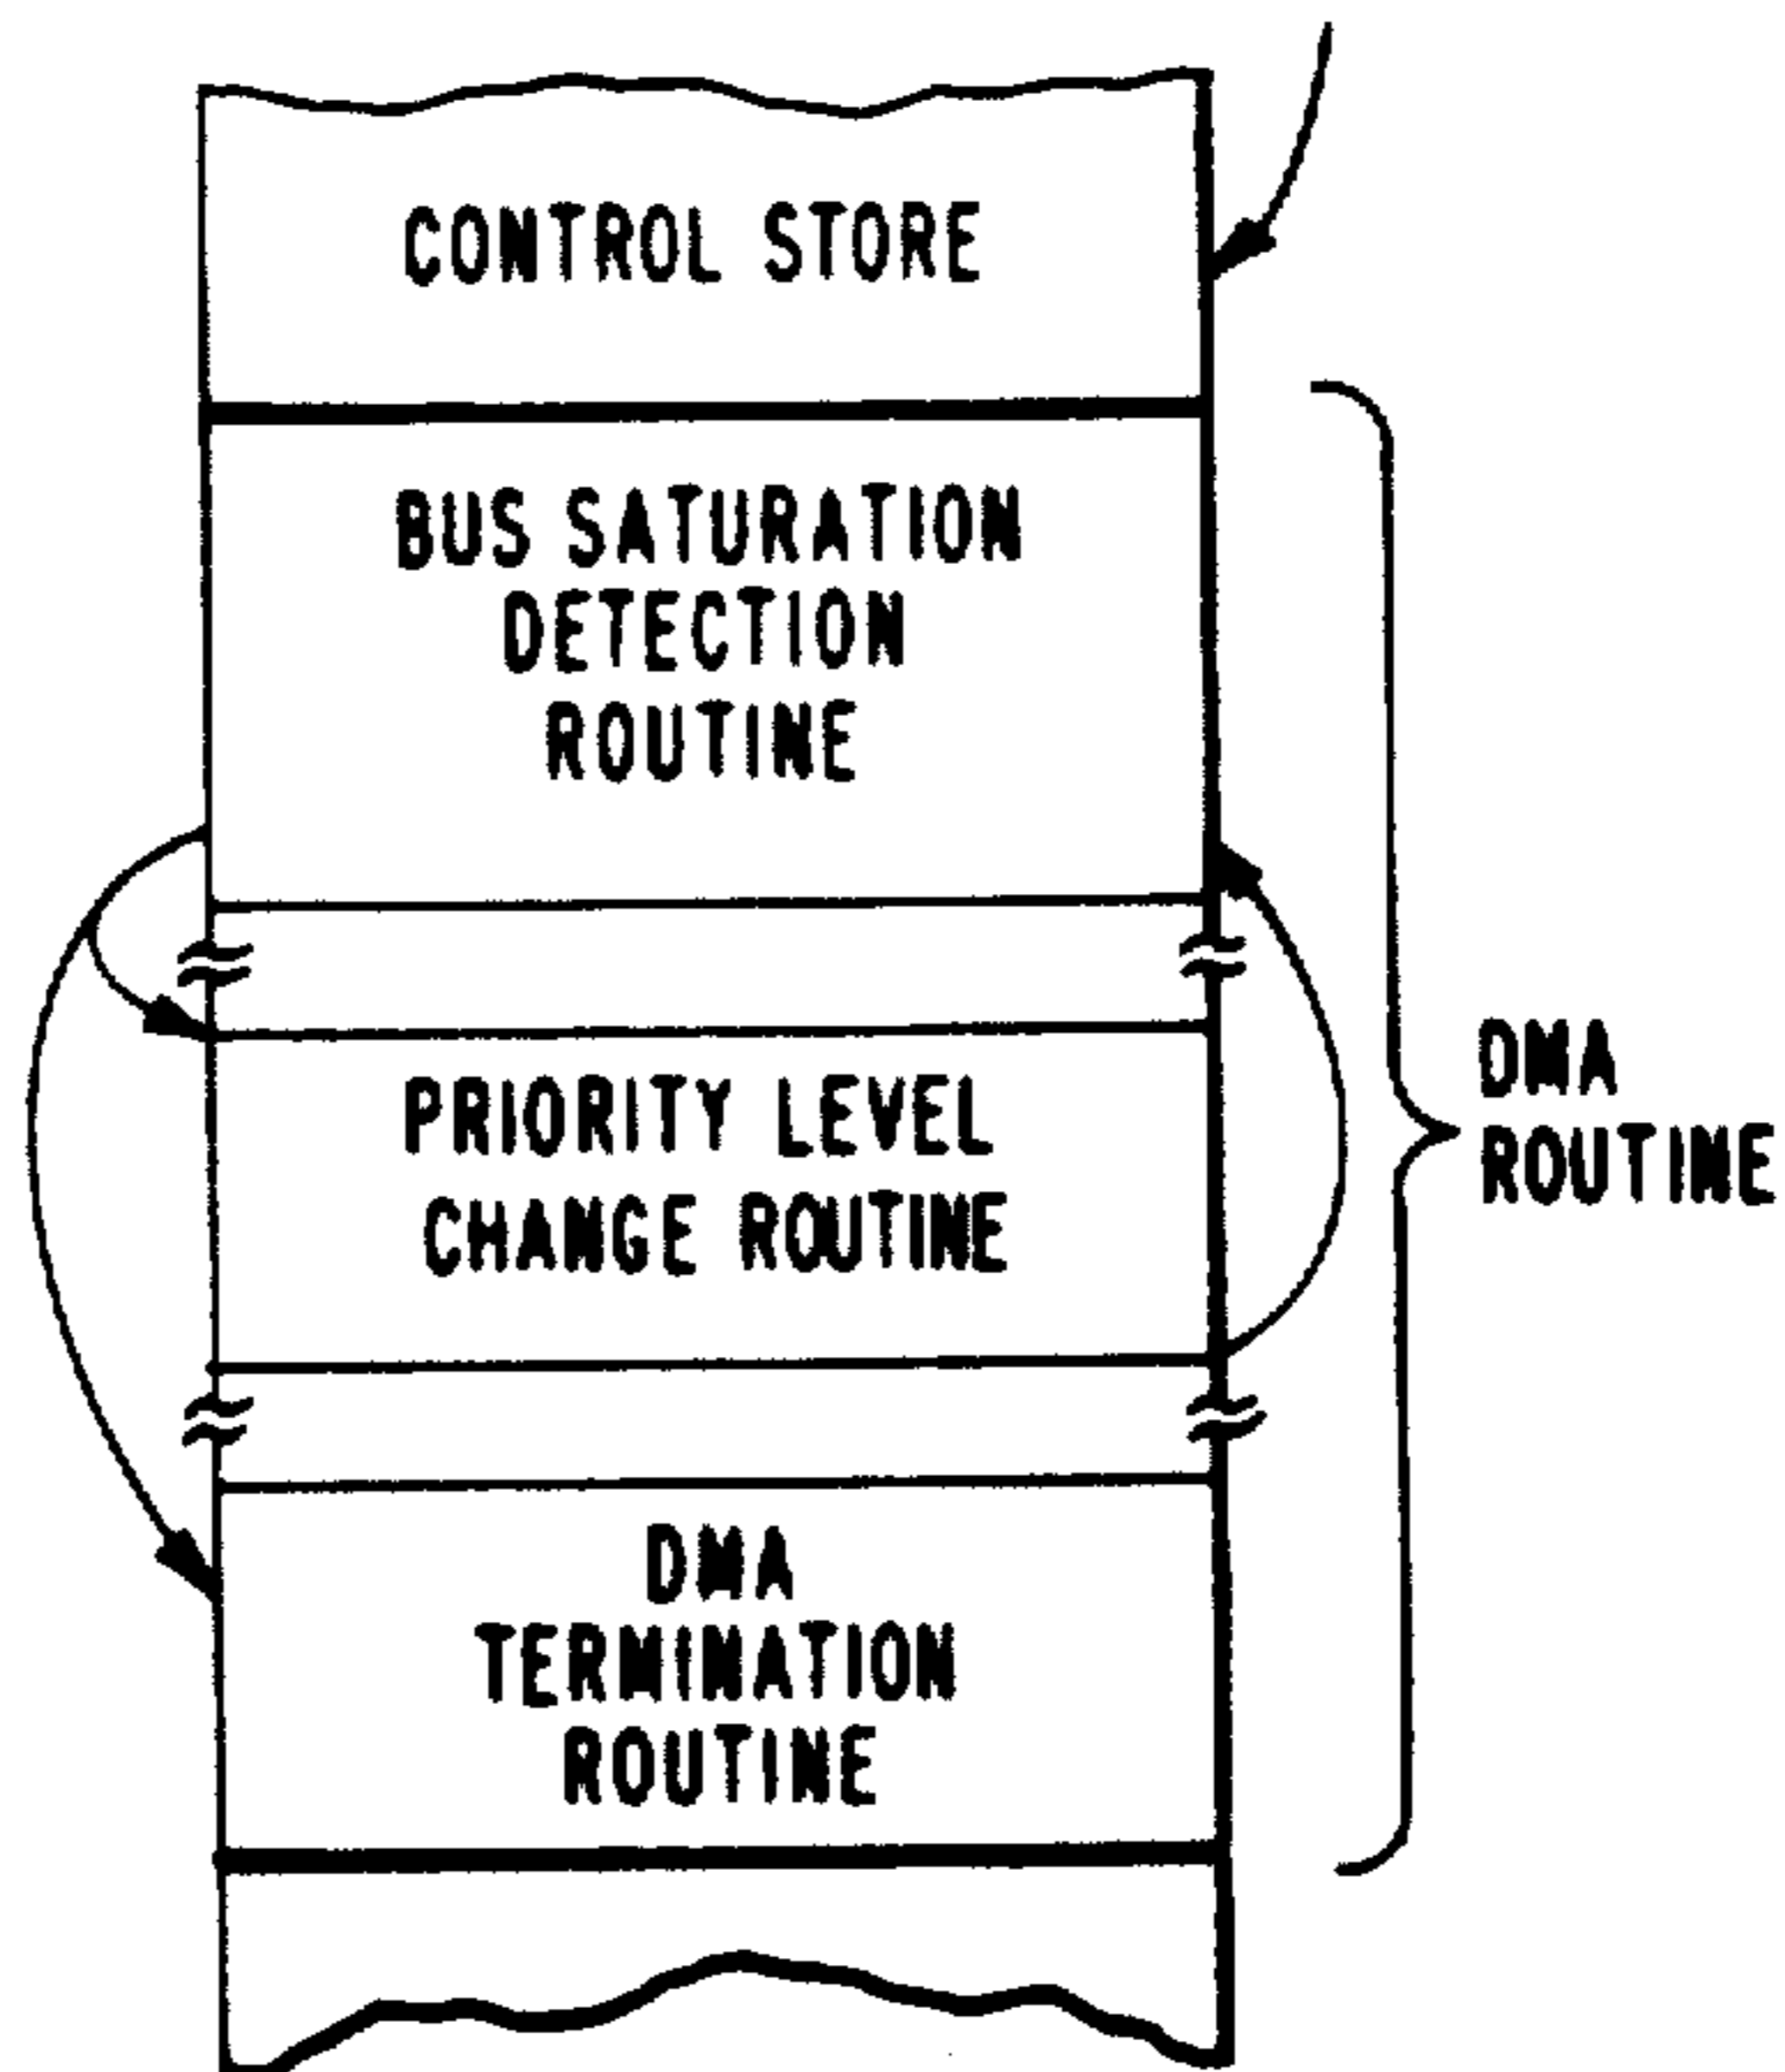 CONTROL STORE
BUS SATURATION
DETECTION
ROUTINE
PRIORITY LEVEL
CHANGE ROUTINE
DMA
TERMINATION
ROUTINE
DMA
ROUTINE